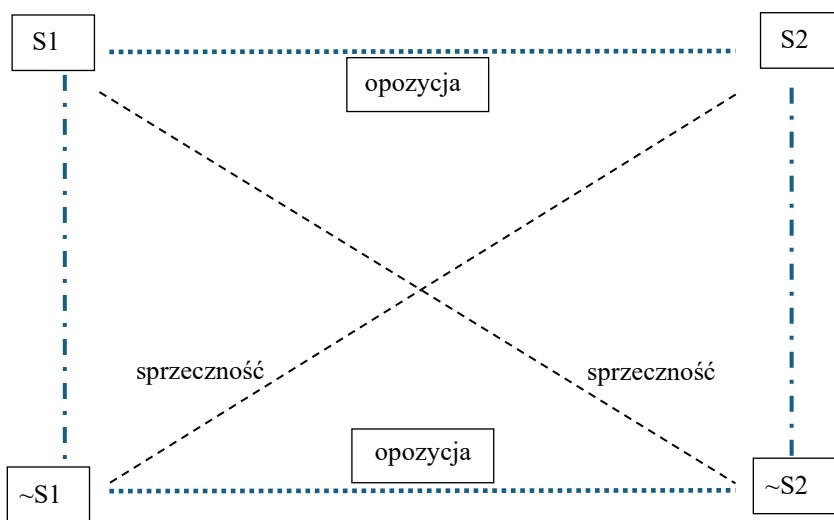 S1
S2
opozycja
sprzeczność
sprzeczność
opozycja
~S1
~S2